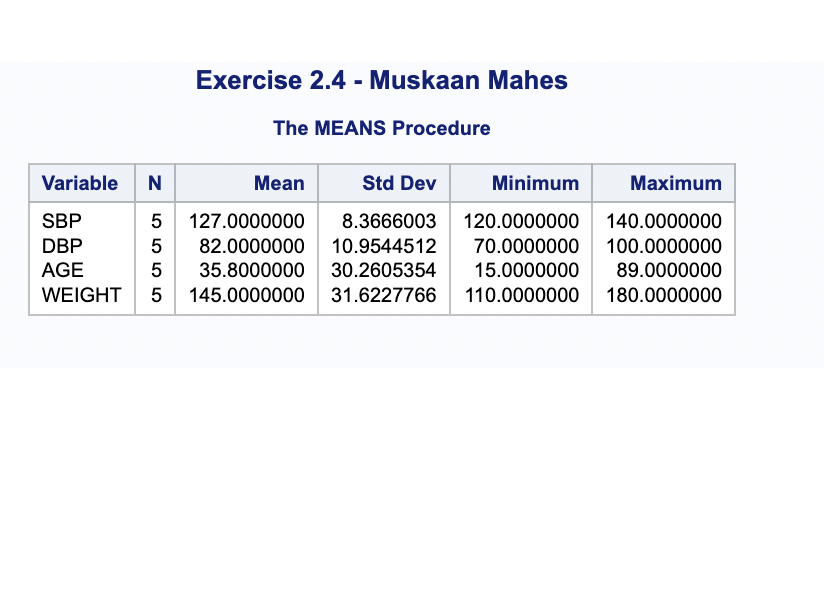 Exercise 2.4 - Muskaan Mahes
The MEANS Procedure
Variable N Mean Std Dev Minimum Maximum
SBP 5 127.0000000 8.3666003 120.0000000 140.0000000
DBP 5 82.0000000 10.9544512 70.0000000 100.0000000
AGE 5 35.8000000 30.2605354 15.0000000 89.0000000
WEIGHT 5 145.0000000 31.6227766 110.0000000 180.0000000